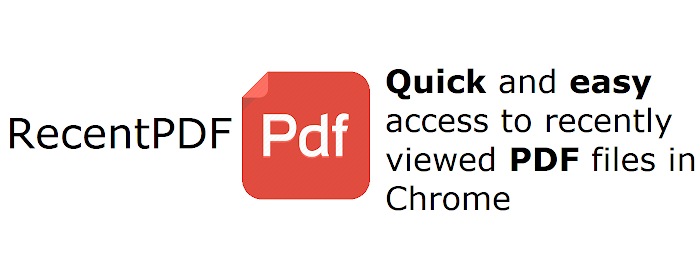 RecentPDF
Pdf
Quick and easy
access to recently
viewed PDF files in
Chrome